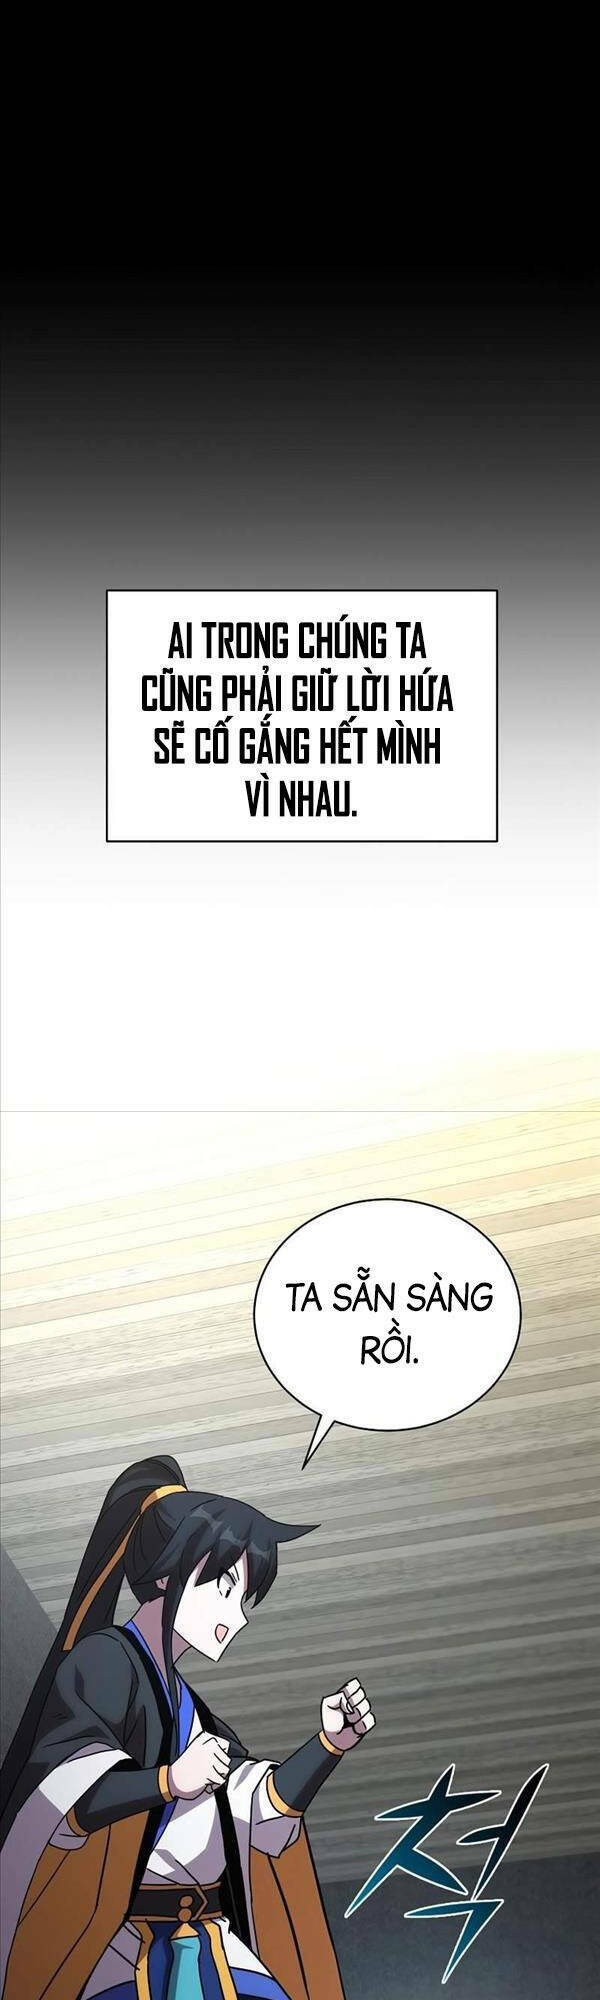 AI TRONG CHÚNG TA
CŨNG PHẢI GIỮ LỜI HỨA
SẼ CỐ GẮNG HẾT MÌNH
VÌ NHAU.
TA SẴN SÀNG
RỒI.
척